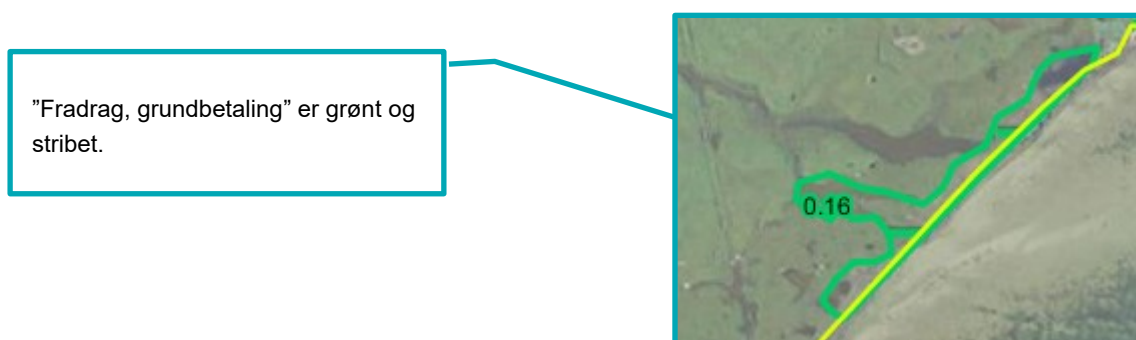 ”Fradrag, grundbetaling” er grønt og
stribet.
0.16